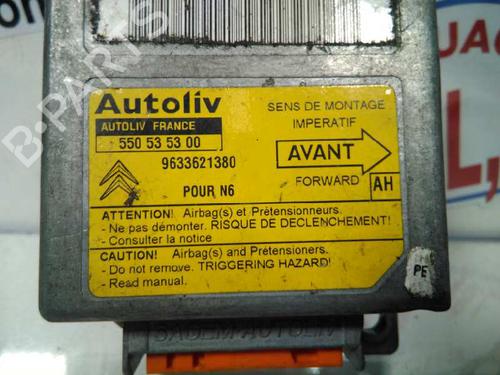 Autoliv
AUTOLIV FRANCE
550 53 53 00
9633621380
POUR N6
SENS DE MONTAGE
IMPERATIF
AVANT
FORWARD
AH
ATTENTION! Airbag(s) et Prètensionneurs.
- Ne pas démonter. RISQUE DE DECLENCHEMENT!
- Consulter la notice
CAUTION! Airbag(s) and Pretensioners.
- Do not remove. TRIGGERING HAZARD!
- Read manual.
PE
SAGEM AUTOLIV
B-PARTS